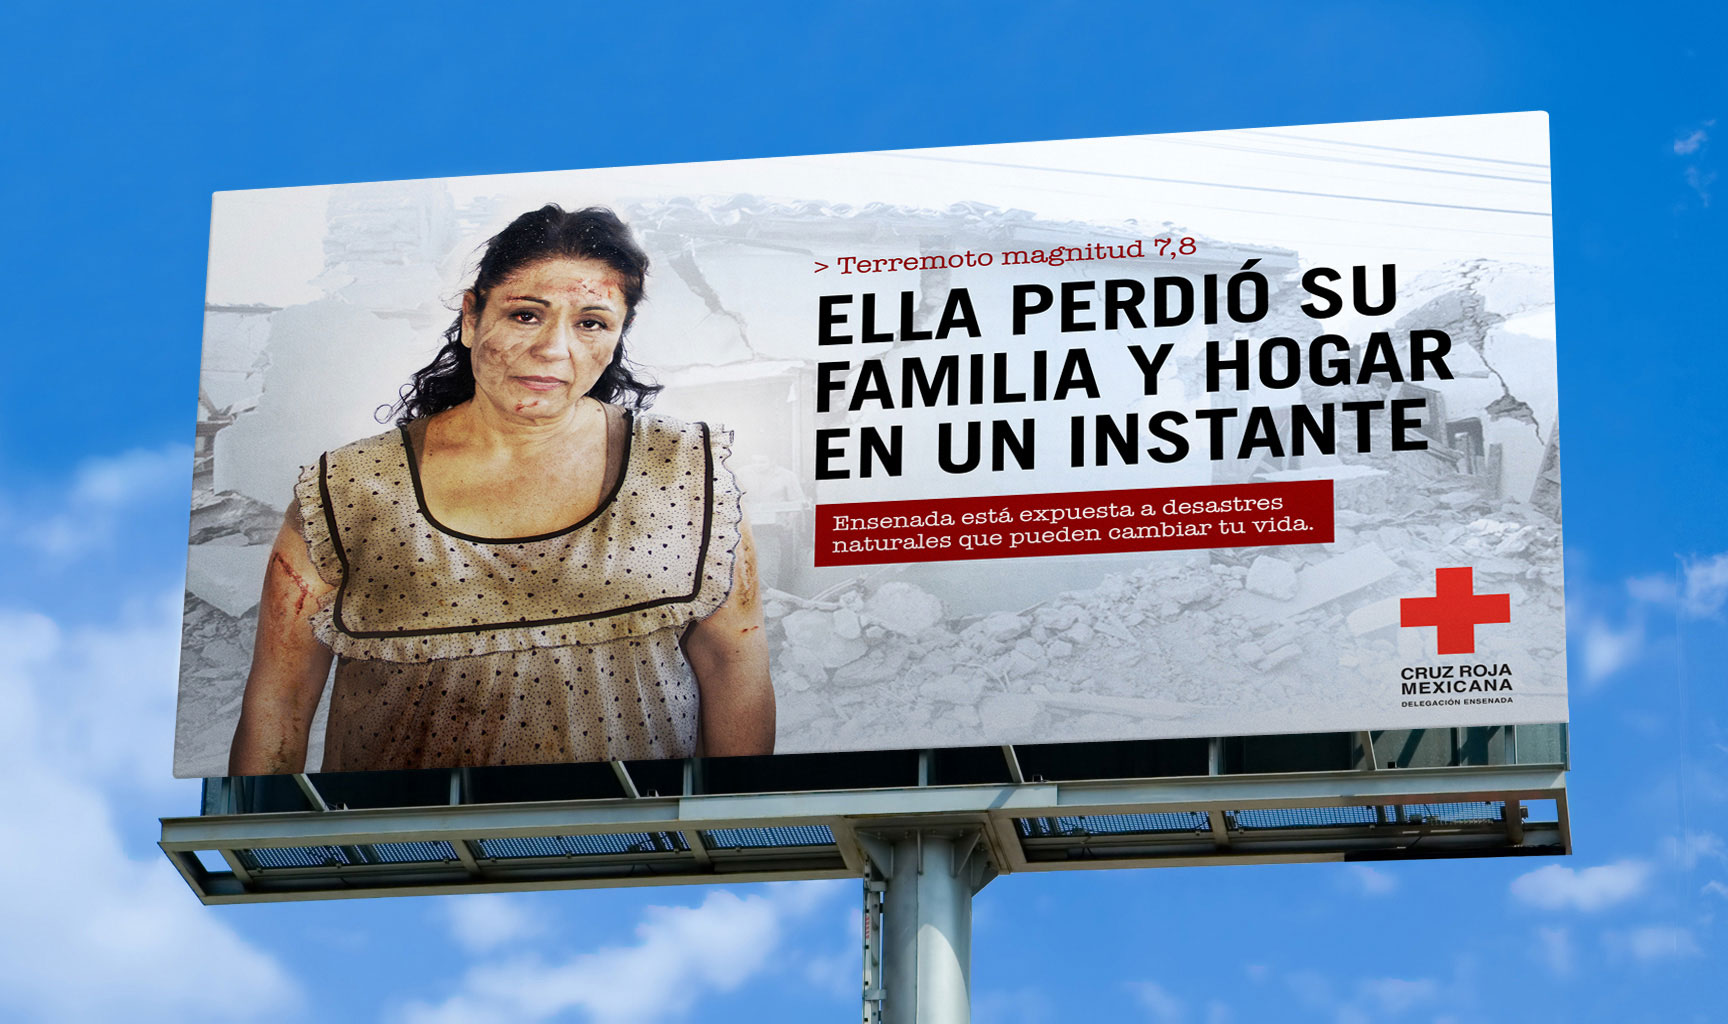 > Terremoto magnitud 7,8
ELLA PERDIÓ SU
FAMILIA Y HOGAR
EN UN INSTANTE
Ensenada está expuesta a desastres
naturales que pueden cambiar tu vida.
CRUZ ROJA
MEXICANA
DELEGACIÓN ENSENADA